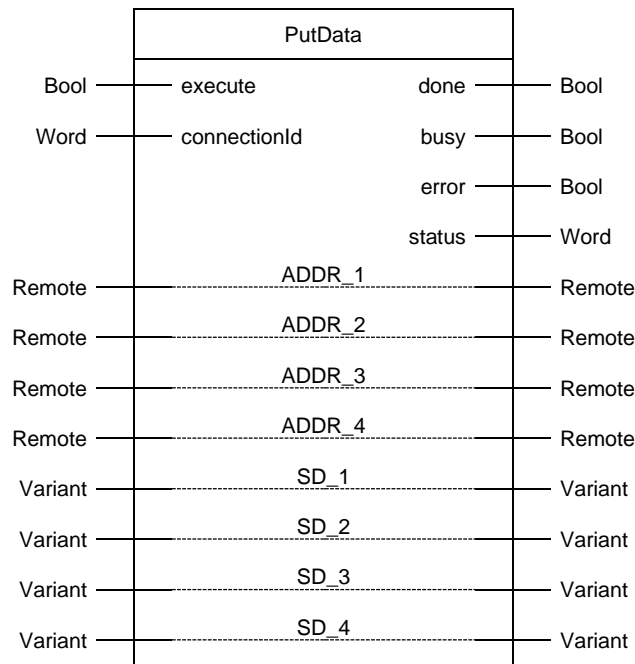 PutData
Bool execute done Bool
Word connectionId busy Word
error Bool
status Word
Remote ADDR_1 Remote
Remote ADDR_2 Remote
Remote ADDR_3 Remote
Remote ADDR_4 Remote
Variant SD_1 Variant
Variant SD_2 Variant
Variant SD_3 Variant
Variant SD_4 Variant